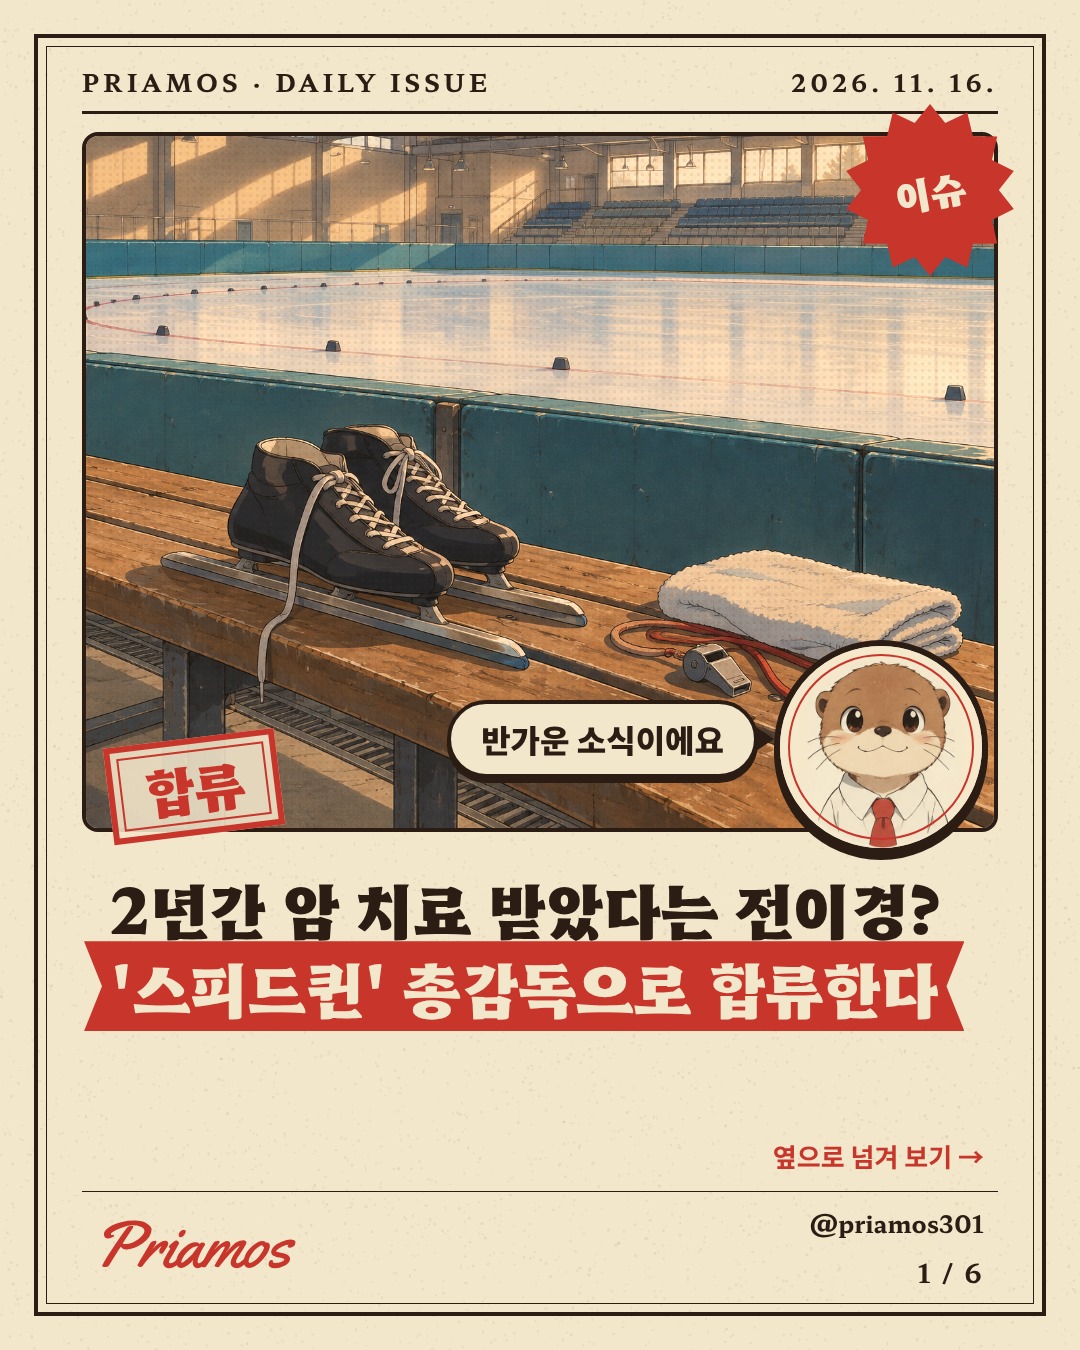 PRIAMOS · DAILY ISSUE
2026. 11. 16.
이슈
반가운 소식이에요
합류
2년간 암 치료 받았다는 전이경?
'스피드퀸' 총감독으로 합류한다
옆으로 넘겨 보기 →
Priamos
@priamos301
1 / 6